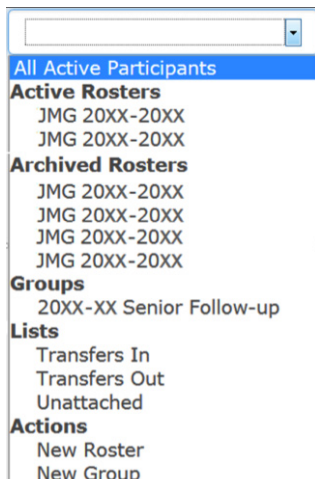 All Active Participants
Active Rosters
JMG 20XX-20XX
JMG 20XX-20XX
Archived Rosters
JMG 20XX-20XX
JMG 20XX-20XX
JMG 20XX-20XX
JMG 20XX-20XX
Groups
20XX-XX Senior Follow-up
Lists
Transfers In
Transfers Out
Unattached
Actions
New Roster
New Group